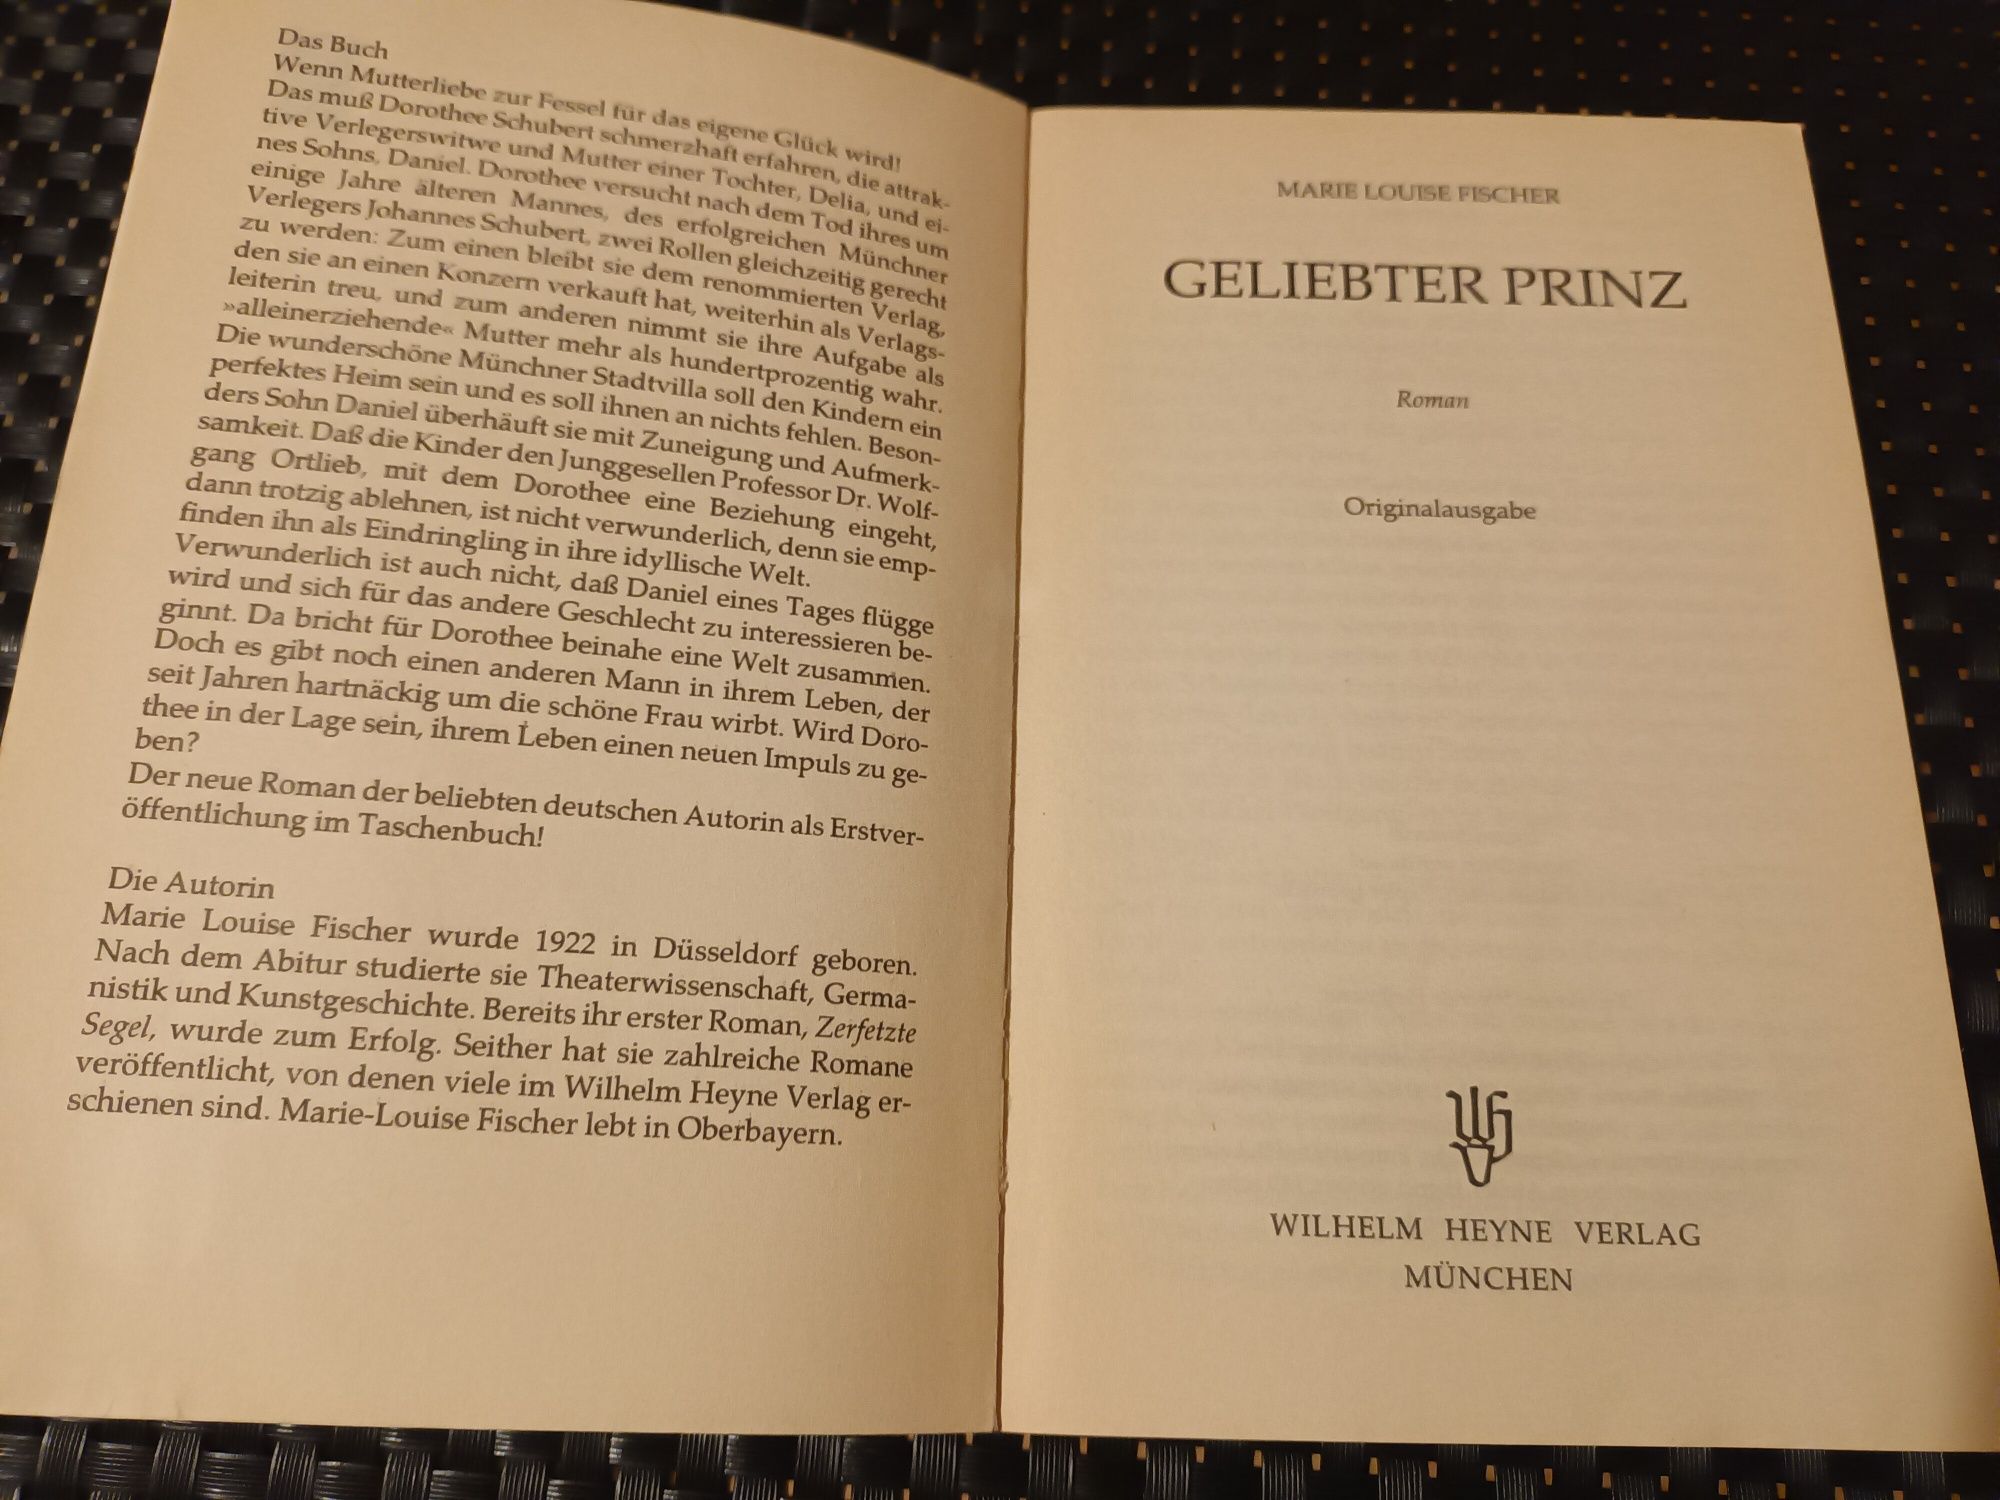 Das Buch
Wenn Mutterliebe zur Fessel für das eigene Glück wird!
Das muß Dorothee Schubert schmerzhaft erfahren, die attrak-
tive Verlegerswitwe und Mutter einer Tochter, Delia, und ei-
nes Sohns, Daniel. Dorothee versucht nach dem Tod ihres um
einige Jahre älteren Mannes, des erfolgreichen Münchner
Verlegers Johannes Schubert, zwei Rollen gleichzeitig gerecht
zu werden: Zum einen bleibt sie dem renommierten Verlag,
den sie an einen Konzern verkauft hat, weiterhin als Verlags-
leiterin treu, und zum anderen nimmt sie ihre Aufgabe als
»alleinerziehende« Mutter mehr als hundertprozentig wahr.
Die wunderschöne Münchner Stadtvilla soll den Kindern ein
perfektes Heim sein und es soll ihnen an nichts fehlen. Beson-
ders Sohn Daniel überhäuft sie mit Zuneigung und Aufmerk-
samkeit. Daß die Kinder den Junggesellen Professor Dr. Wolf-
gang Ortlieb, mit dem Dorothee eine Beziehung eingeht,
dann trotzig ablehnen, ist nicht verwunderlich, denn sie emp-
finden ihn als Eindringling in ihre idyllische Welt.
Verwunderlich ist auch nicht, daß Daniel eines Tages flügge
wird und sich für das andere Geschlecht zu interessieren be-
ginnt. Da bricht für Dorothee beinahe eine Welt zusammen.
Doch es gibt noch einen anderen Mann in ihrem Leben, der
seit Jahren hartnäckig um die schöne Frau wirbt. Wird Doro-
thee in der Lage sein, ihrem Leben einen neuen Impuls zu ge-
ben?
Der neue Roman der beliebten deutschen Autorin als Erstver-
öffentlichung im Taschenbuch!
Die Autorin
Marie Louise Fischer wurde 1922 in Düsseldorf geboren.
Nach dem Abitur studierte sie Theaterwissenschaft, Germa-
nistik und Kunstgeschichte. Bereits ihr erster Roman, Zerfetzte
Segel, wurde zum Erfolg. Seither hat sie zahlreiche Romane
veröffentlicht, von denen viele im Wilhelm Heyne Verlag er-
schienen sind. Marie-Louise Fischer lebt in Oberbayern.
MARIE LOUISE FISCHER
GELIEBTER PRINZ
Roman
Originalausgabe
WILHELM HEYNE VERLAG
MÜNCHEN